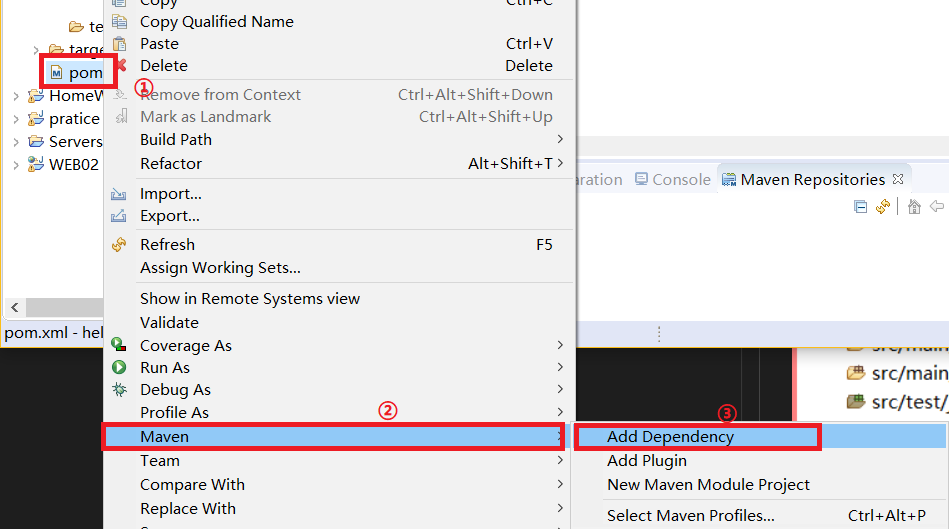 Copy Ctrl+C
te
Copy Qualified Name
targe
Paste Ctrl+V
pom
Delete Delete
①
HomeW
Remove from Context Ctrl+Alt+Shift+Down
pratice
Mark as Landmark Ctrl+Alt+Shift+Up
Servers
Build Path
WEB02
Refactor Alt+Shift+T
aration Console Maven Repositories
Import...
Export...
Refresh F5
Assign Working Sets...
Show in Remote Systems view
Validate
pom.xml - hel
Coverage As
src/main
Run As
src/main
Debug As
src/test/j
Profile As
②
③
Maven
Add Dependency
Team
Add Plugin
Compare With
New Maven Module Project
Replace With
Select Maven Profiles... Ctrl+Alt+P